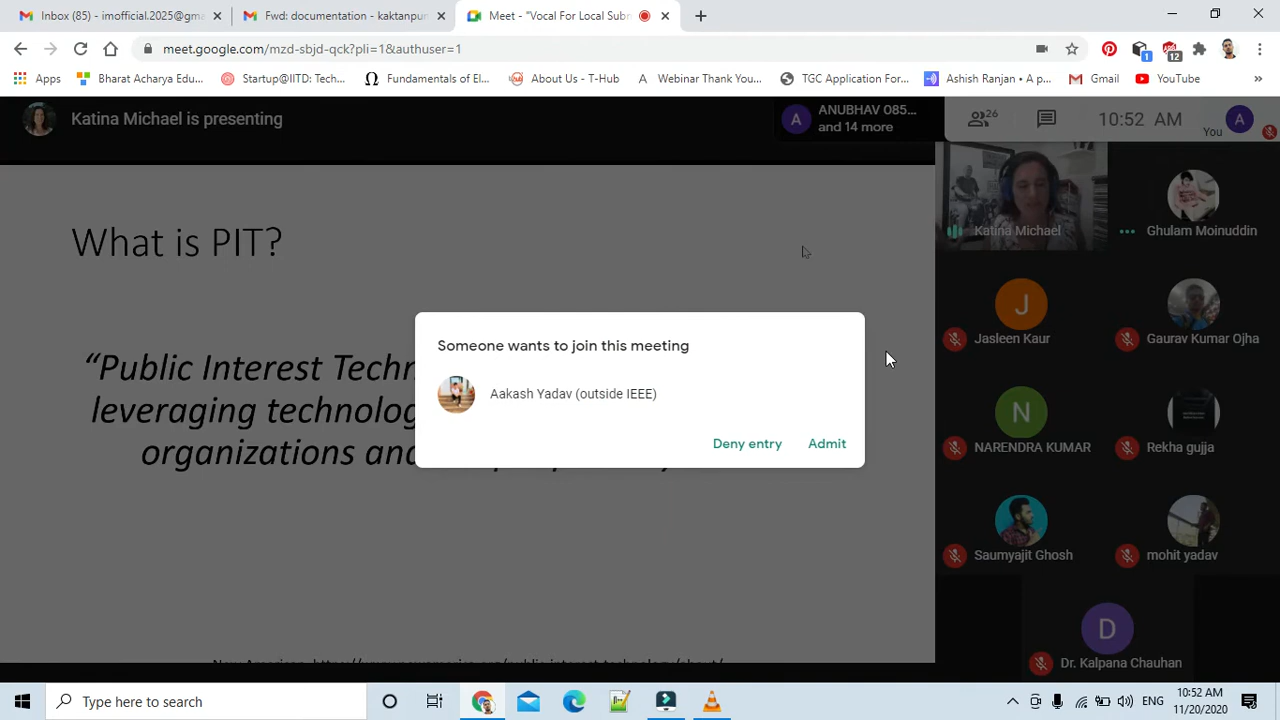 Inbox (85) - imofficial.2025@gm
Fwd: documentation - kaktanpur
Meet - "Vocal For Local Subm
meet.google.com/mzd-sbjd-qck?pli=1&authuser=1
1
12
Apps
Bharat Acharya Edu...
Startup@IITD: Tech...
Fundamentals of El...
About Us - T-Hub
Webinar Thank You...
TGC Application For...
Ashish Ranjan • A p...
Gmail
YouTube
»
Katina Michael is presenting
A
ANUBHAV 085...
and 14 more
26
10:52 AM
You
A
What is PIT?
Katina Michael
Ghulam Moinuddin
J
Jasleen Kaur
Gaurav Kumar Ojha
Someone wants to join this meeting
Aakash Yadav (outside IEEE)
Deny entry
Admit
"Public Interest Techn
leveraging technolog
organizations and
N
NARENDRA KUMAR
Rekha gujja
Saumyajit Ghosh
mohit yadav
D
Dr. Kalpana Chauhan
Type here to search
ENG
10:52 AM
11/20/2020